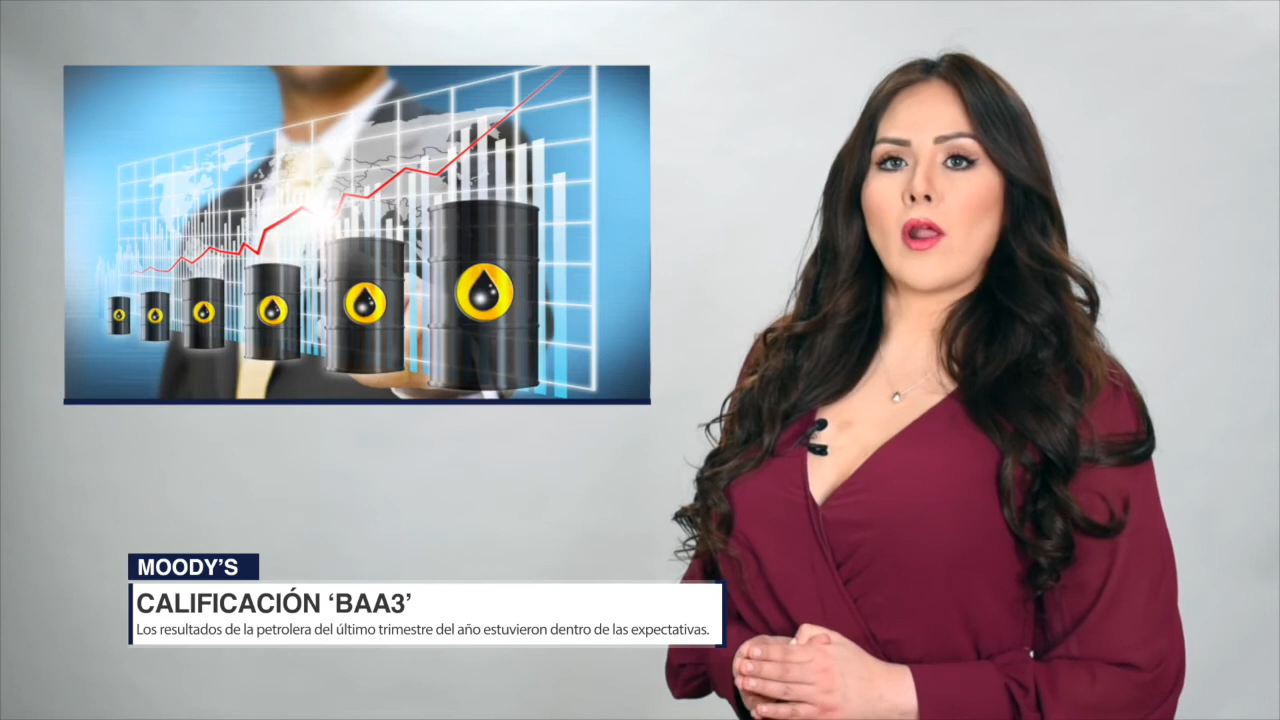 MOODY’S
CALIFICACIÓN ‘BAA3’
Los resultados de la petrolera del último trimestre del año estuvieron dentro de las expectativas.